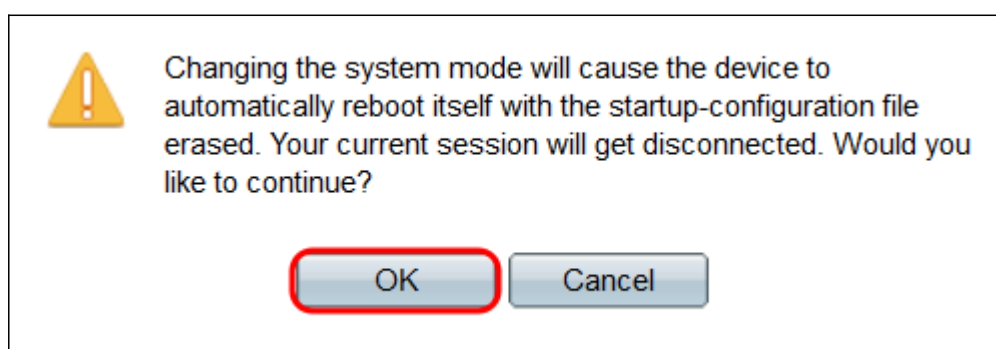 Changing the system mode will cause the device to
automatically reboot itself with the startup-configuration file
erased. Your current session will get disconnected. Would you
like to continue?
OK Cancel